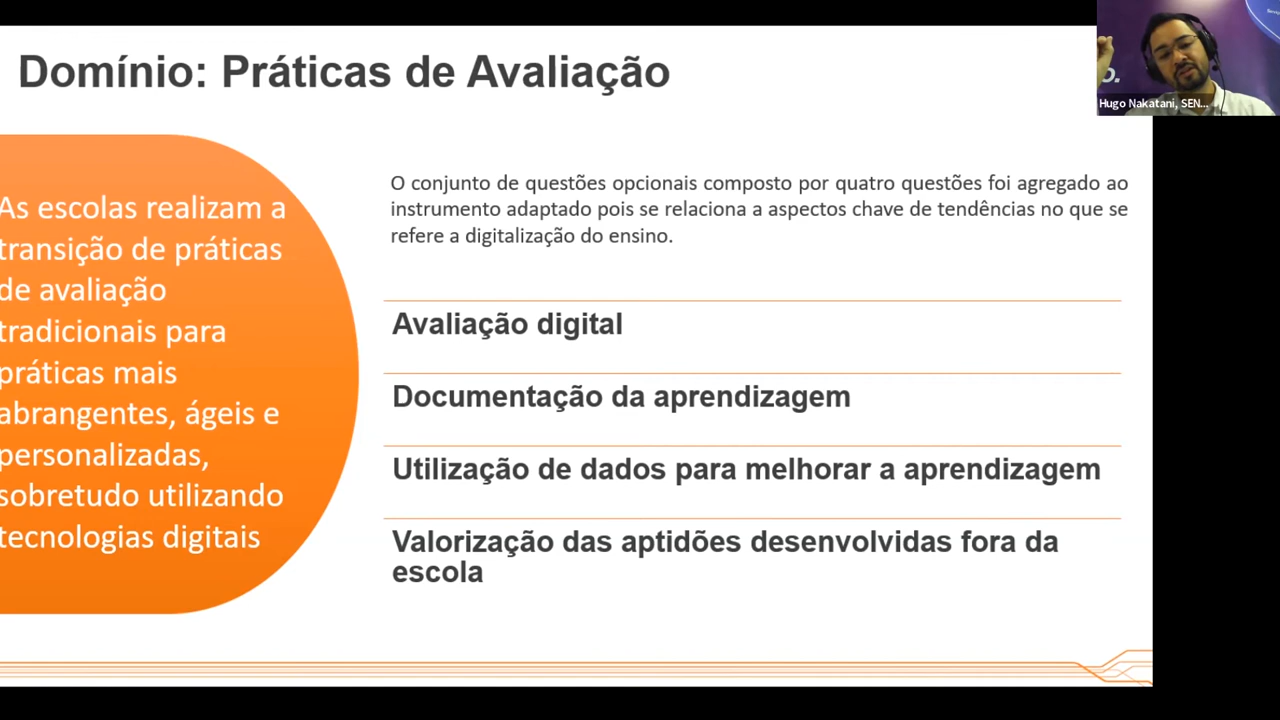 Domínio: Práticas de Avaliação
Hugo Nakatani, SEN...
As escolas realizam a
transição de práticas
de avaliação
tradicionais para
práticas mais
abrangentes, ágeis e
personalizadas,
sobretudo utilizando
tecnologias digitais
O conjunto de questões opcionais composto por quatro questões foi agregado ao
instrumento adaptado pois se relaciona a aspectos chave de tendências no que se
refere a digitalização do ensino.
Avaliação digital
Documentação da aprendizagem
Utilização de dados para melhorar a aprendizagem
Valorização das aptidões desenvolvidas fora da
escola